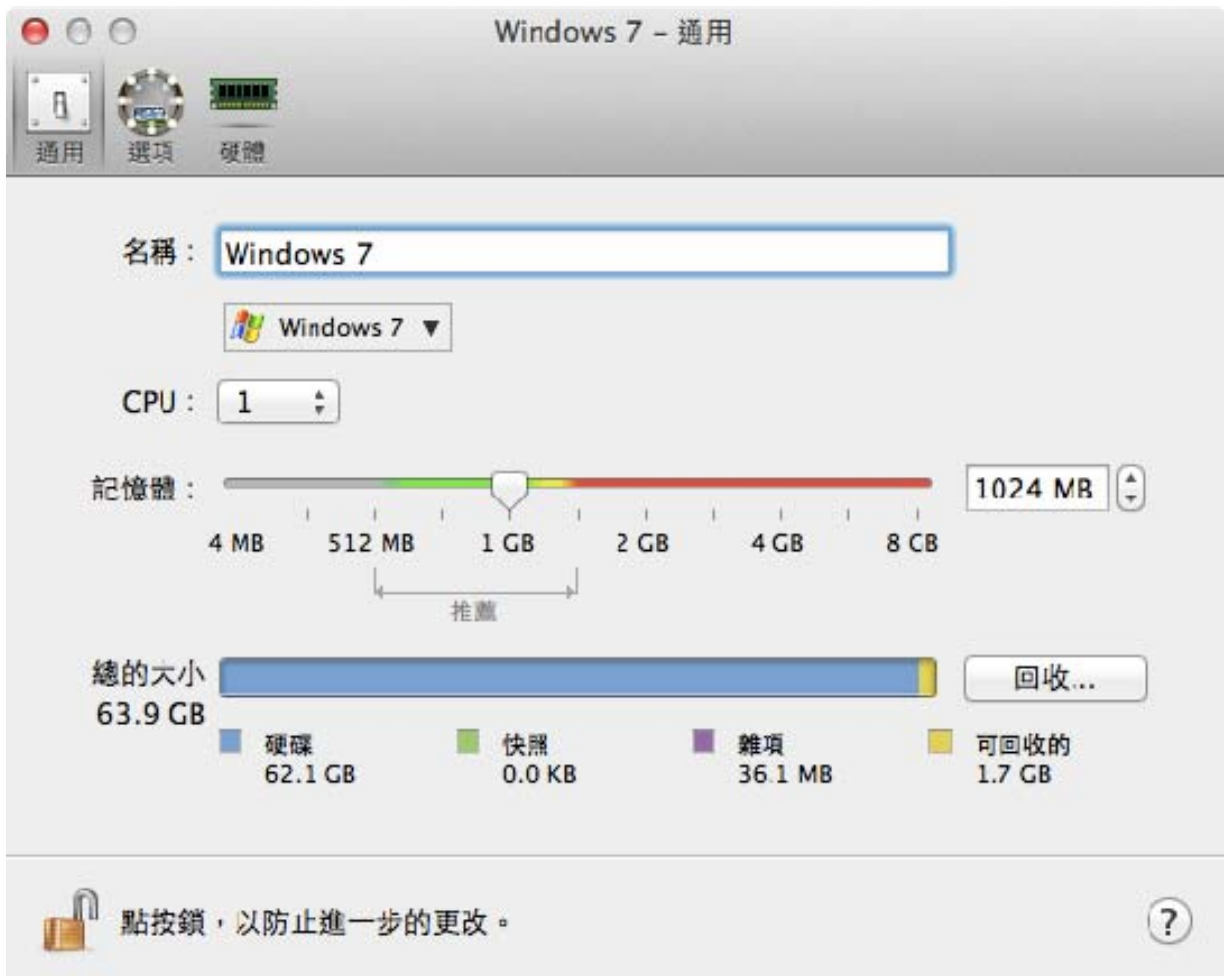 Windows 7 – 通用
通用 選項 硬體
名稱：Windows 7
Windows 7 ▼
CPU：1
記憶體：1024 MB
4 MB 512 MB 1 GB 2 GB 4 GB 8 GB
推薦
總的大小 回收...
63.9 GB
硬碟 快照 雜項 可回收的
62.1 GB 0.0 KB 36.1 MB 1.7 GB
點按鎖，以防止進一步的更改。
?